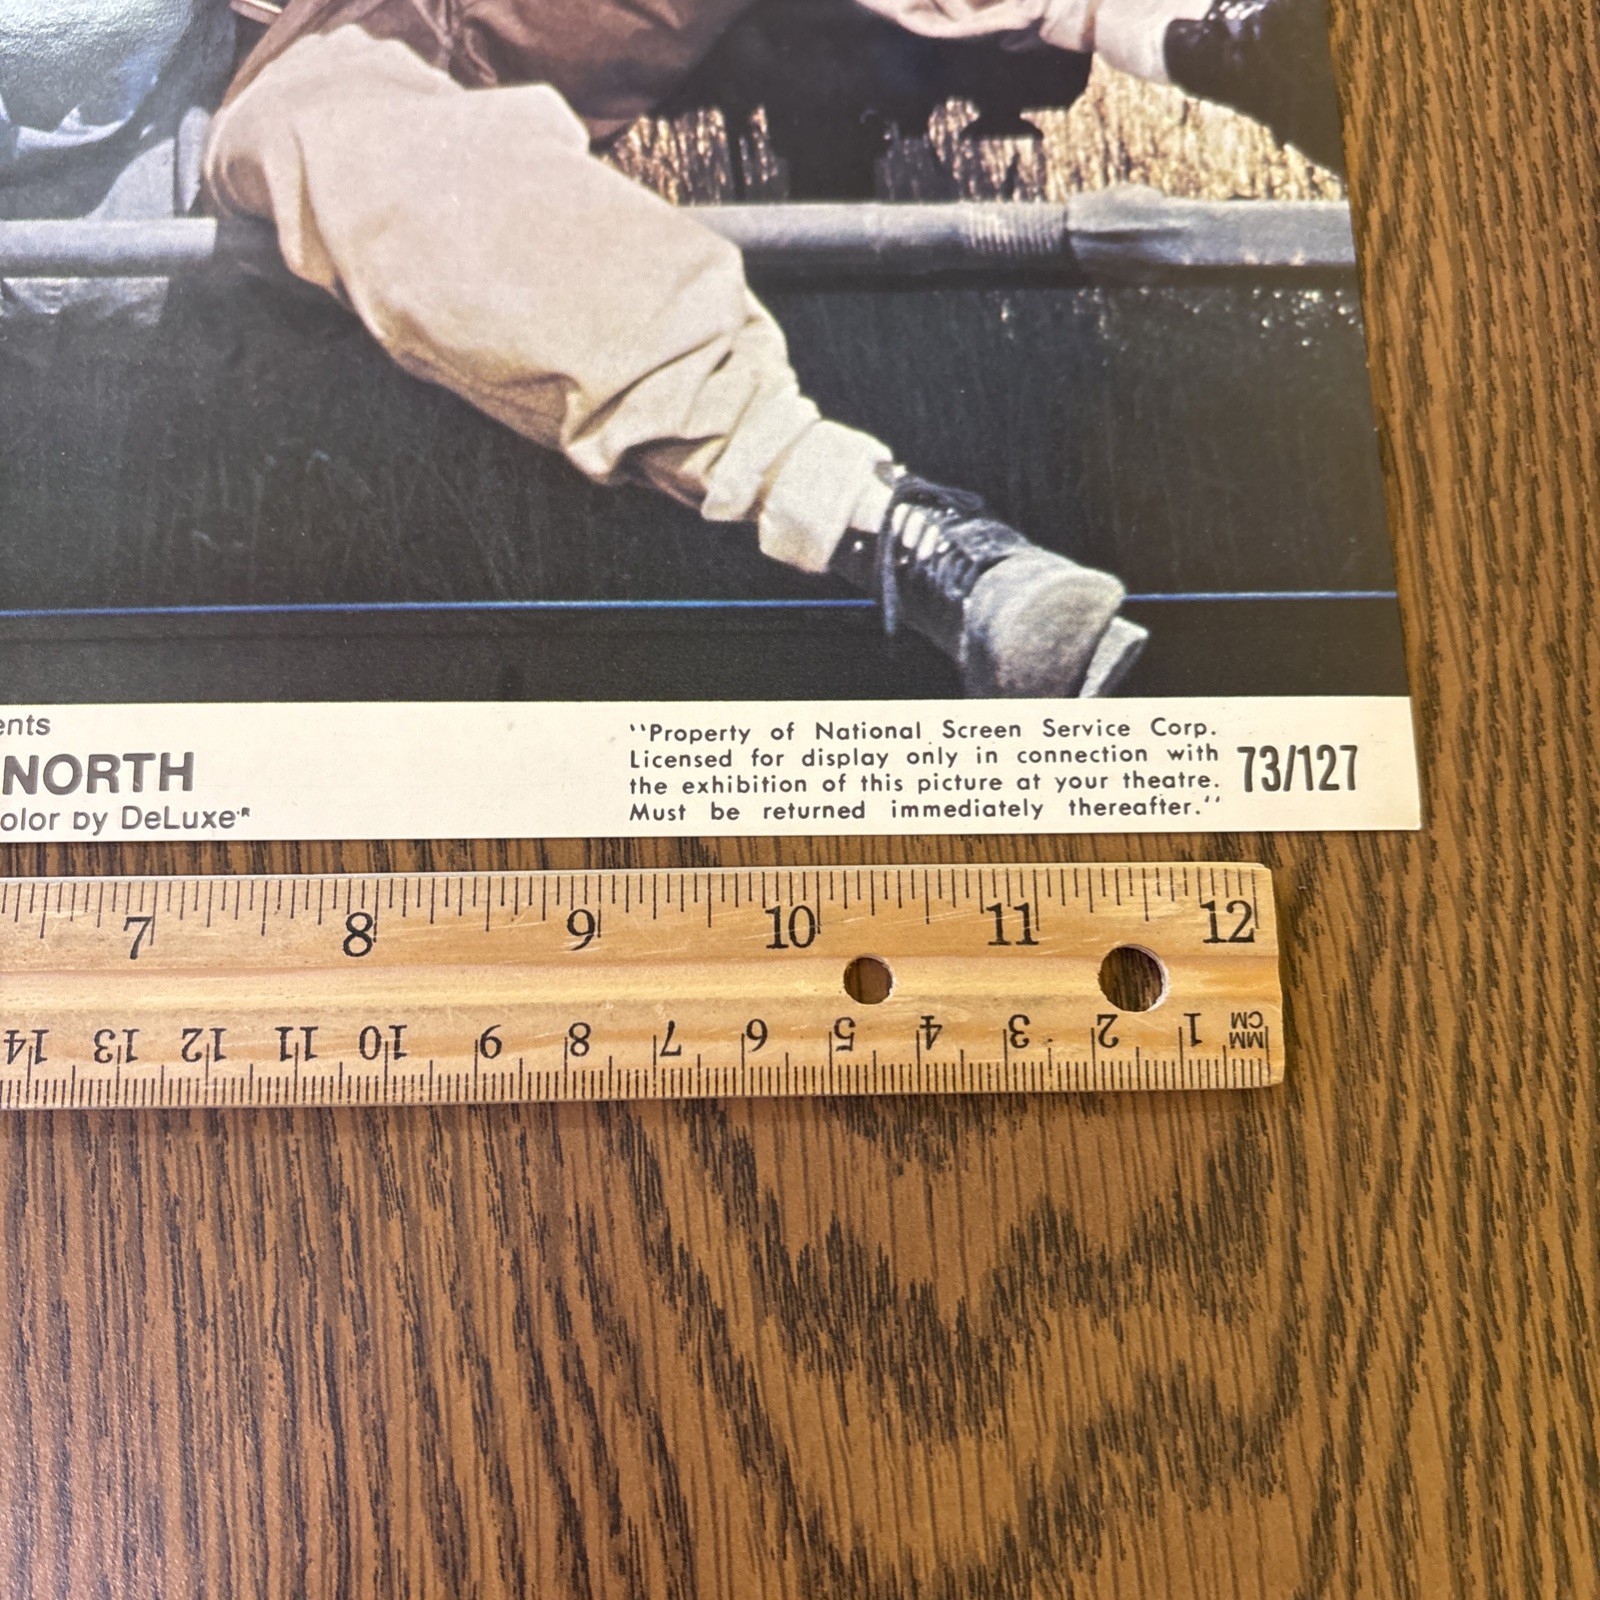 ents
NORTH
olor by DeLuxe®
''Property of National Screen Service Corp.
Licensed for display only in connection with
the exhibition of this picture at your theatre.
Must be returned immediately thereafter.''
73/127
7 8 9 10 11 12
14 13 12 11 10 9 8 7 6 5 4 3 2 1 MM
CM